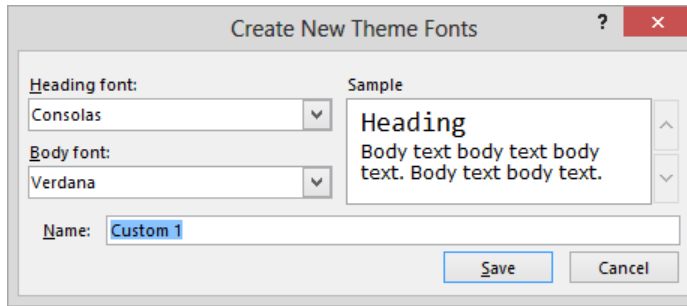 Create New Theme Fonts
?
Heading font:
Consolas
Body font:
Verdana
Sample
Heading
Body text body text body
text. Body text body text.
Name: Custom 1
Save Cancel